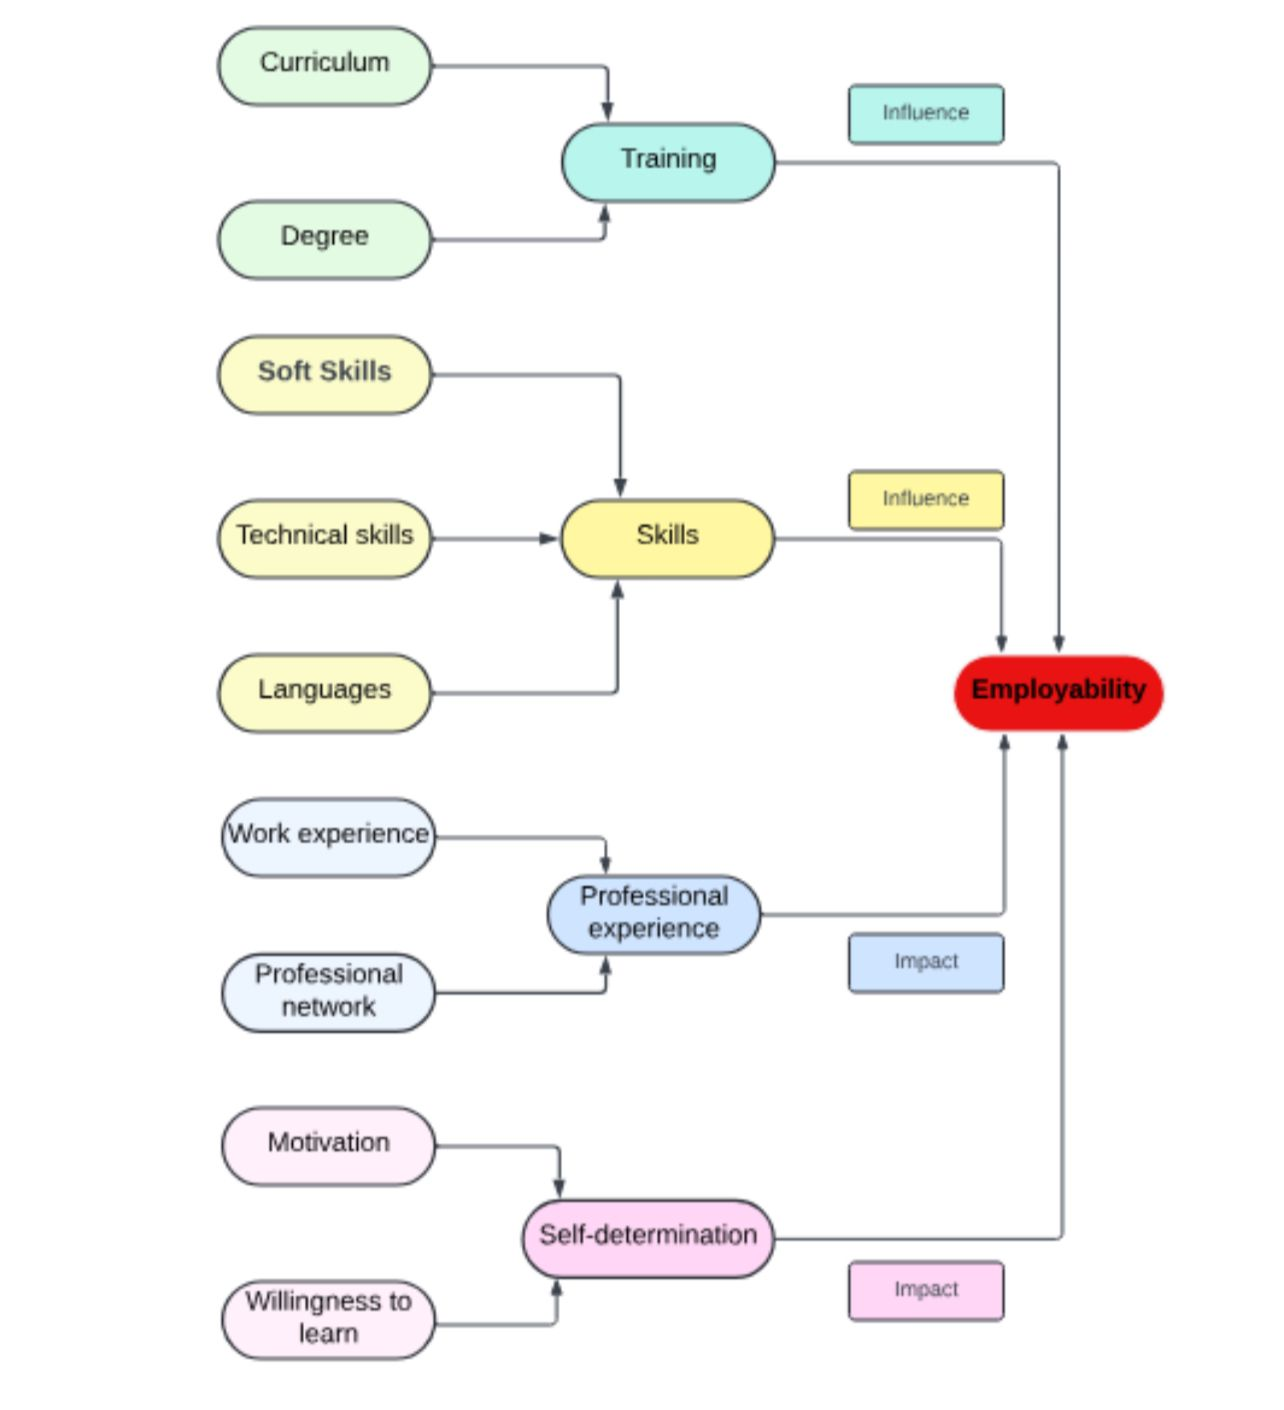 Curriculum
Influence
Training
Degree
Soft Skills
Influence
Technical skills
Skills
Languages
Employability
Work experience
Professional
experience
Impact
Professional
network
Motivation
Self-determination
Impact
Willingness to
learn